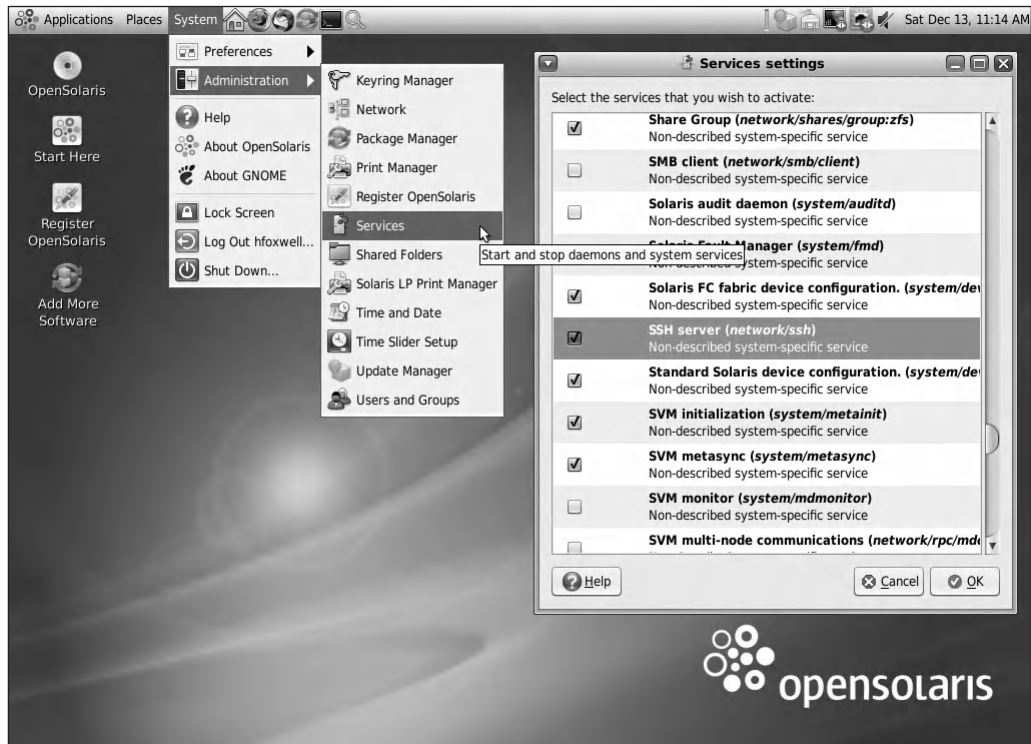 Applications Places System
Sat Dec 13, 11:14 AM
OpenSolaris
Start Here
Register
OpenSolaris
Add More
Software
Preferences
Administration
Help
About OpenSolaris
About GNOME
Lock Screen
Log Out hfoxwell...
Shut Down...
Keyring Manager
Network
Package Manager
Print Manager
Register OpenSolaris
Services
Shared Folders
Solaris LP Print Manager
Time and Date
Time Slider Setup
Update Manager
Users and Groups
Start and stop daemons and system services
Services settings
Select the services that you wish to activate:
Share Group (network/shares/group:zfs)
Non-described system-specific service
SMB client (network/smb/client)
Non-described system-specific service
Solaris audit daemon (system/auditd)
Non-described system-specific service
Manager (system/fmd)
Solaris FC fabric device configuration. (system/dev
Non-described system-specific service
SSH server (network/ssh)
Non-described system-specific service
Standard Solaris device configuration. (system/dev
Non-described system-specific service
SVM initialization (system/metainit)
Non-described system-specific service
SVM metasync (system/metasync)
Non-described system-specific service
SVM monitor (system/mdmonitor)
Non-described system-specific service
SVM multi-node communications (network/rpc/mdc
Help
Cancel
OK
opensolaris